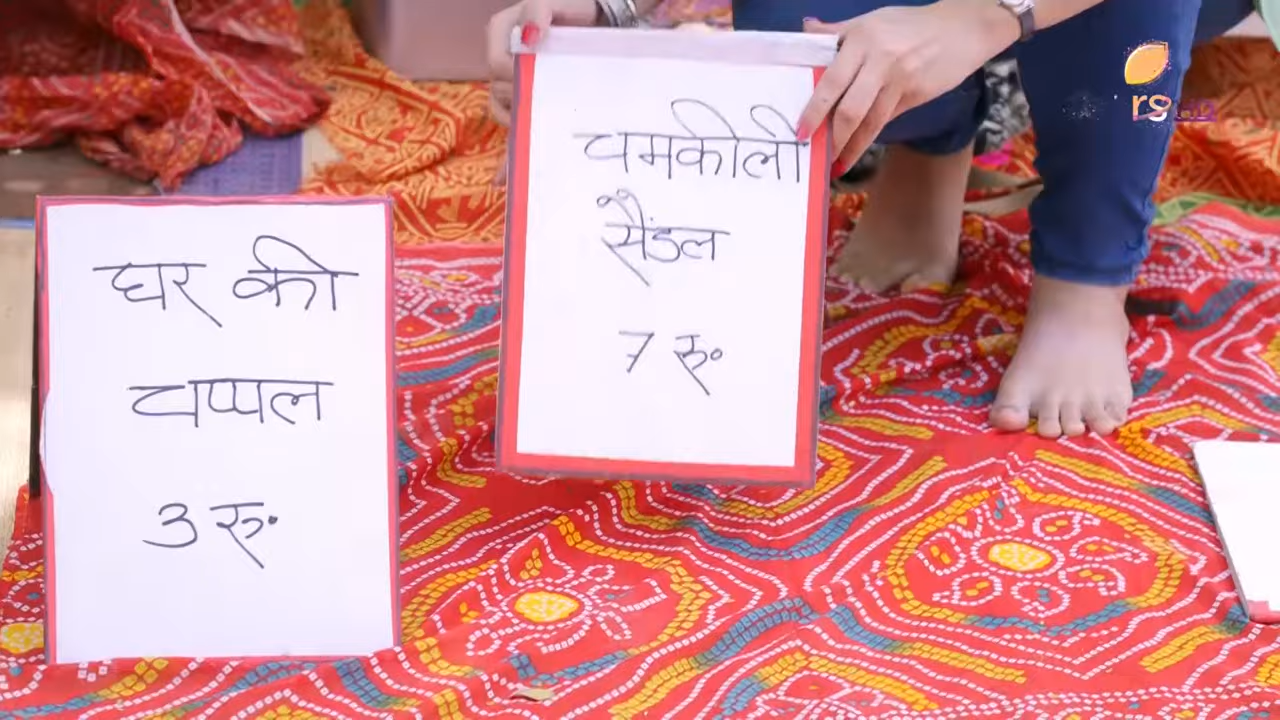 घर की
चप्पल
3 रु.
चमकीली
सैंडल
7 रु.